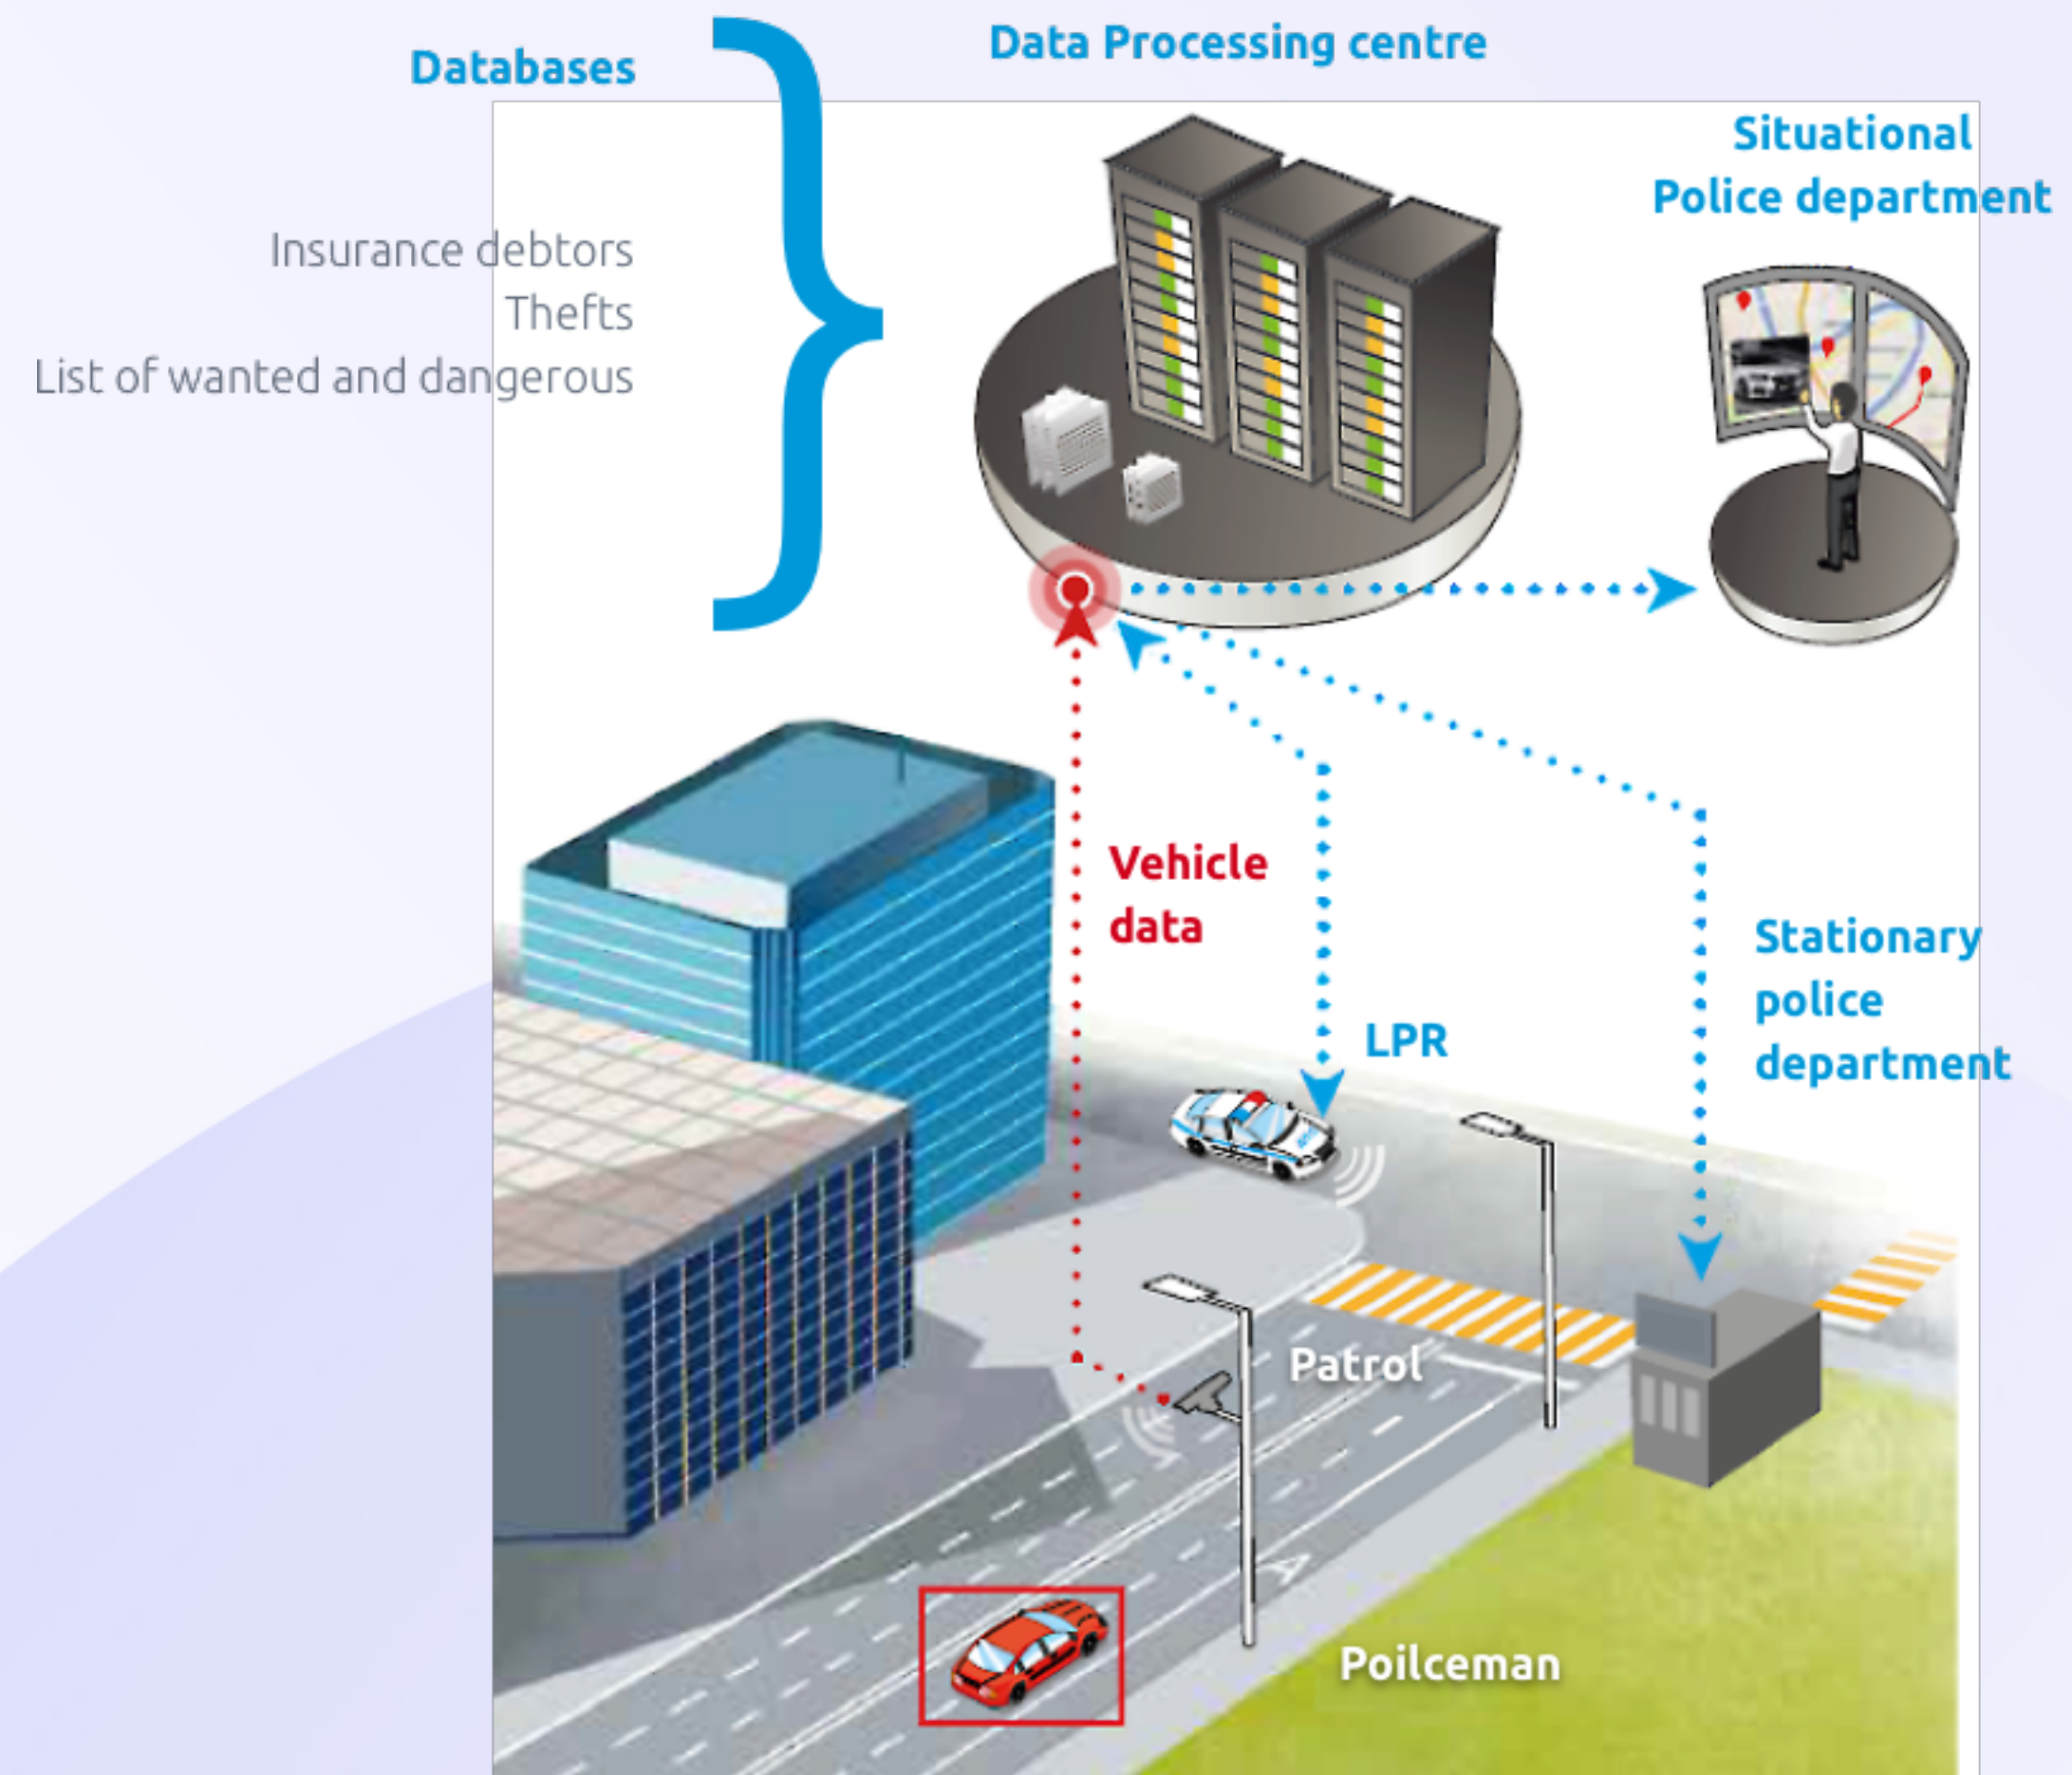 Databases
Data Processing centre
Situational
Police department
Insurance debtors
Thefts
List of wanted and dangerous
Vehicle
data
Stationary
police
department
LPR
Patrol
Poilceman